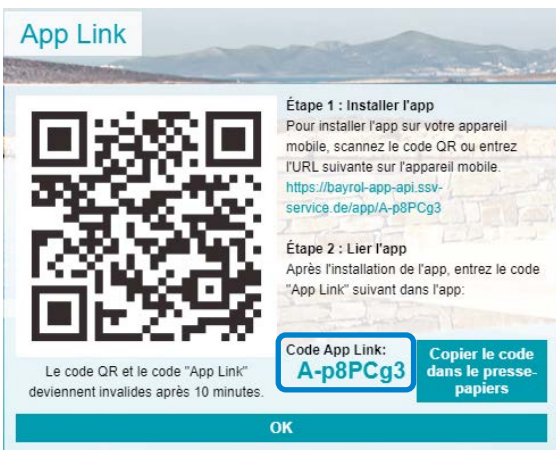 App Link
Étape 1 : Installer l'app
Pour installer l'app sur votre appareil
mobile, scannez le code QR ou entrez
l'URL suivante sur l'appareil mobile.
https://bayrol-app-api.ssv-
service.de/app/A-p8PCg3
Étape 2 : Lier l'app
Après l'installation de l'app, entrez le code
"App Link" suivant dans l'app:
Le code QR et le code "App Link"
deviennent invalides après 10 minutes.
Code App Link:
A-p8PCg3
Copier le code
dans le presse-
papiers
OK